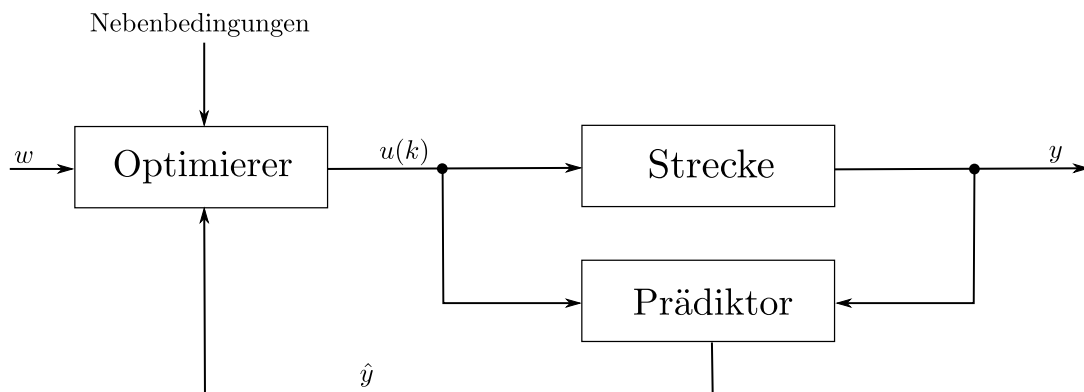 Nebenbedingungen
w
Optimierer
u(k)
Strecke
y
Prädiktor
ŷ